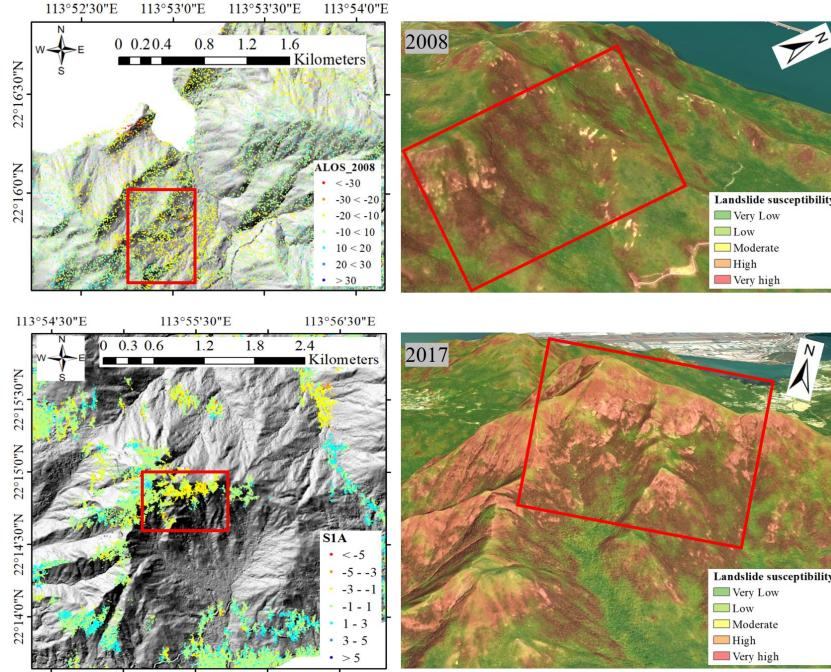 113°52'30"E 113°53'0"E 113°53'30"E 113°54'0"E
N
W E
S
0 0.2 0.4 0.8 1.2 1.6
Kilometers
22°16'30"N
22°16'0"N
ALOS_2008
< -30
-30 < -20
-20 < -10
-10 < 10
10 < 20
20 < 30
> 30
2008
N
Landslide susceptibility
Very Low
Low
Moderate
High
Very high
113°54'30"E 113°55'30"E 113°56'30"E
N
W E
S
0 0.3 0.6 1.2 1.8 2.4
Kilometers
22°15'30"N
22°15'0"N
22°14'30"N
22°14'0"N
S1A
< -5
-5 - -3
-3 - -1
-1 - 1
1 - 3
3 - 5
> 5
2017
N
Landslide susceptibility
Very Low
Low
Moderate
High
Very high